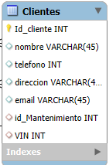 Clientes
Id_cliente INT
nombre VARCHAR(45)
telefono INT
direccion VARCHAR(4...
email VARCHAR(45)
id_Mantenimiento INT
VIN INT
Indexes